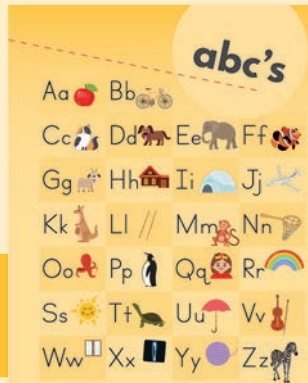 abc's
Aa Bb
Cc Dd Ee Ff
Gg Hh Ii Jj
Kk Ll Mm Nn
Oo Pp Qq Rr
Ss Tt Uu Vv
Ww Xx Yy Zz